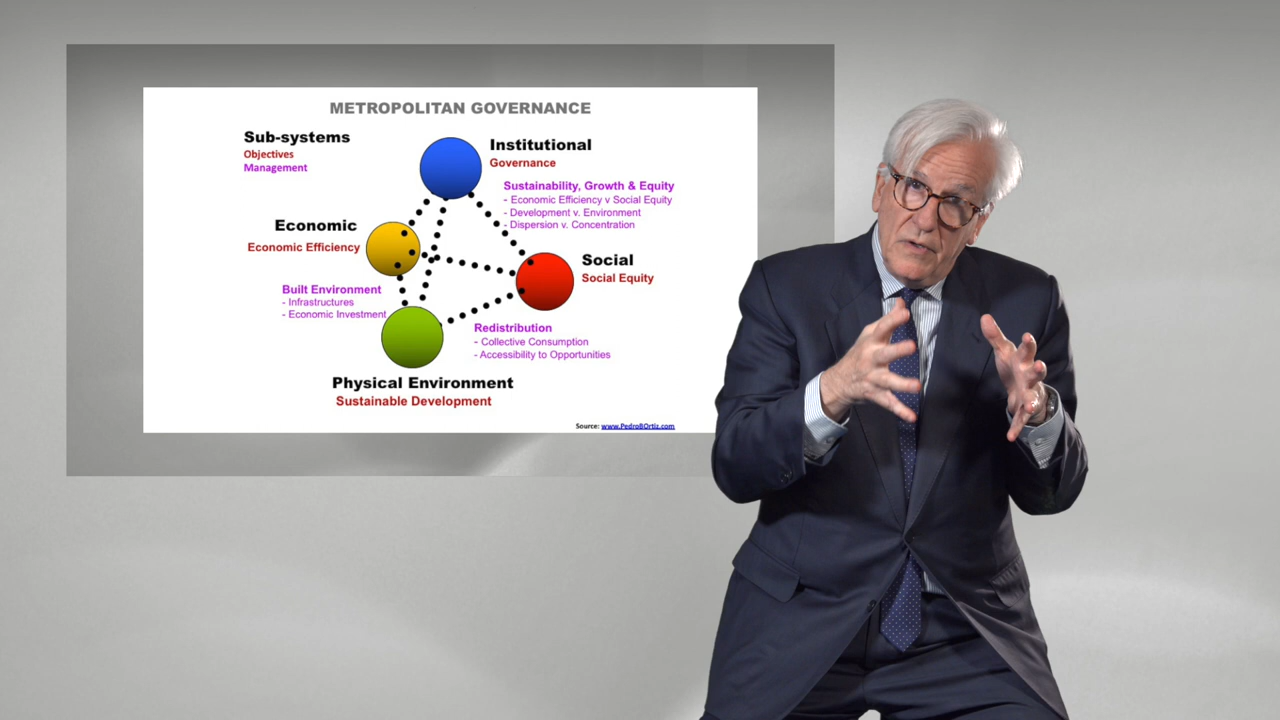 METROPOLITAN GOVERNANCE
Sub-systems
Objectives
Management
Institutional
Governance
Sustainability, Growth & Equity
- Economic Efficiency v Social Equity
- Development v. Environment
- Dispersion v. Concentration
Economic
Economic Efficiency
Social
Social Equity
Built Environment
- Infrastructures
- Economic Investment
Redistribution
- Collective Consumption
- Accessibility to Opportunities
Physical Environment
Sustainable Development
Source: www.PedroBOrtiz.com